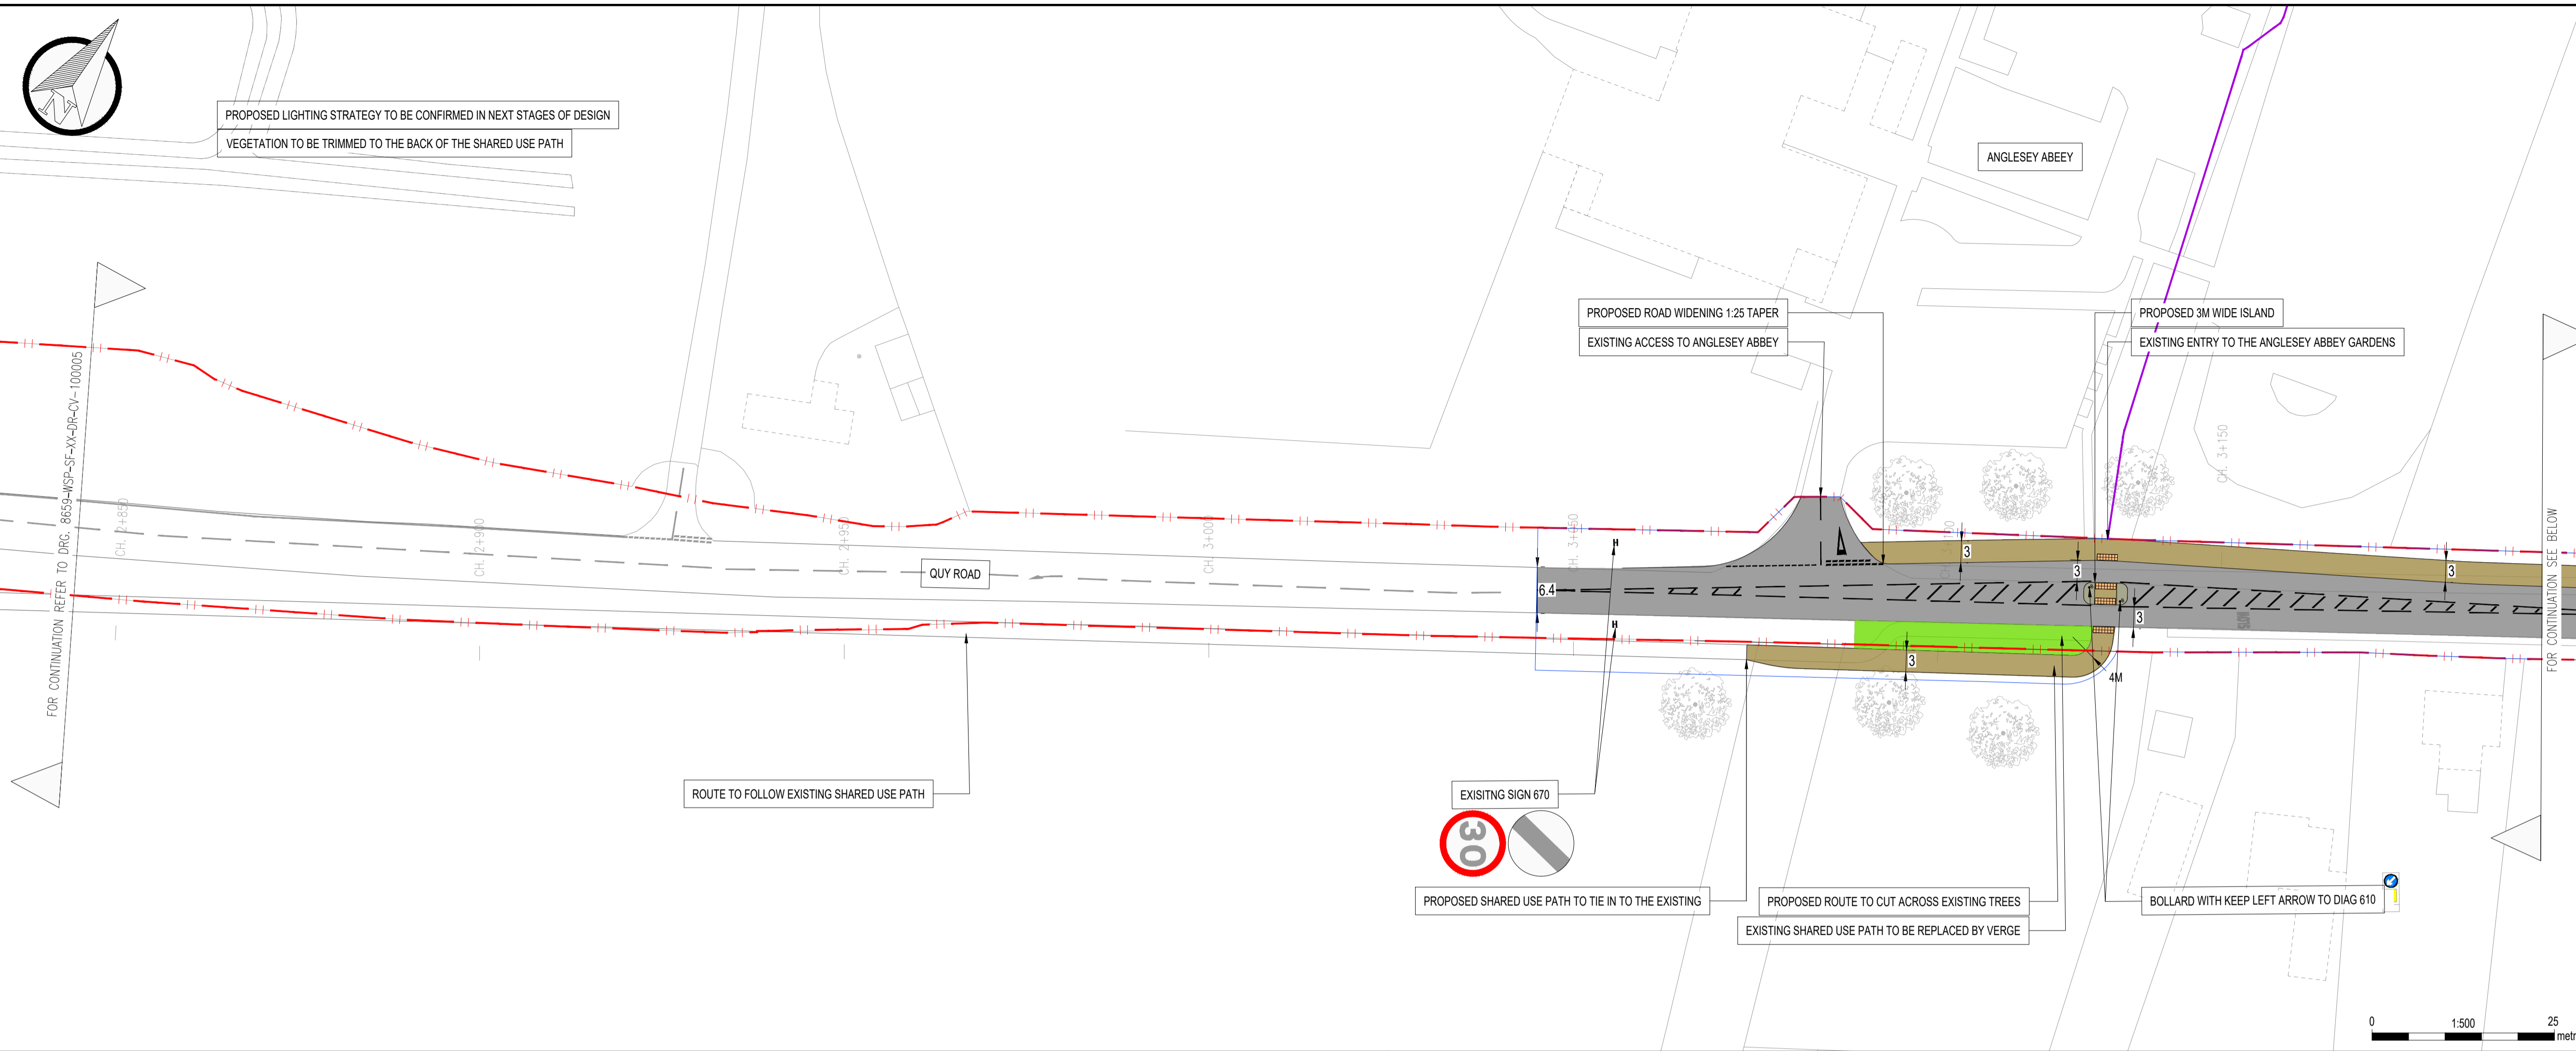 N
PROPOSED LIGHTING STRATEGY TO BE CONFIRMED IN NEXT STAGES OF DESIGN
VEGETATION TO BE TRIMMED TO THE BACK OF THE SHARED USE PATH
ANGLESEY ABEEY
PROPOSED ROAD WIDENING 1:25 TAPER
EXISTING ACCESS TO ANGLESEY ABBEY
PROPOSED 3M WIDE ISLAND
EXISTING ENTRY TO THE ANGLESEY ABBEY GARDENS
FOR CONTINUATION REFER TO DRG. 8659-WSP-SF-XX-DR-CV-100005
CH. 2+850
CH. 2+900
CH. 2+950
CH. 3+000
CH. 3+050
CH. 3+100
CH. 3+150
QUY ROAD
H
H
6.4
3
3
3
3
3
4M
SLOW
FOR CONTINUATION SEE BELOW
ROUTE TO FOLLOW EXISTING SHARED USE PATH
EXISITNG SIGN 670
30
PROPOSED SHARED USE PATH TO TIE IN TO THE EXISTING
PROPOSED ROUTE TO CUT ACROSS EXISTING TREES
EXISTING SHARED USE PATH TO BE REPLACED BY VERGE
BOLLARD WITH KEEP LEFT ARROW TO DIAG 610
0 1:500 25
metr